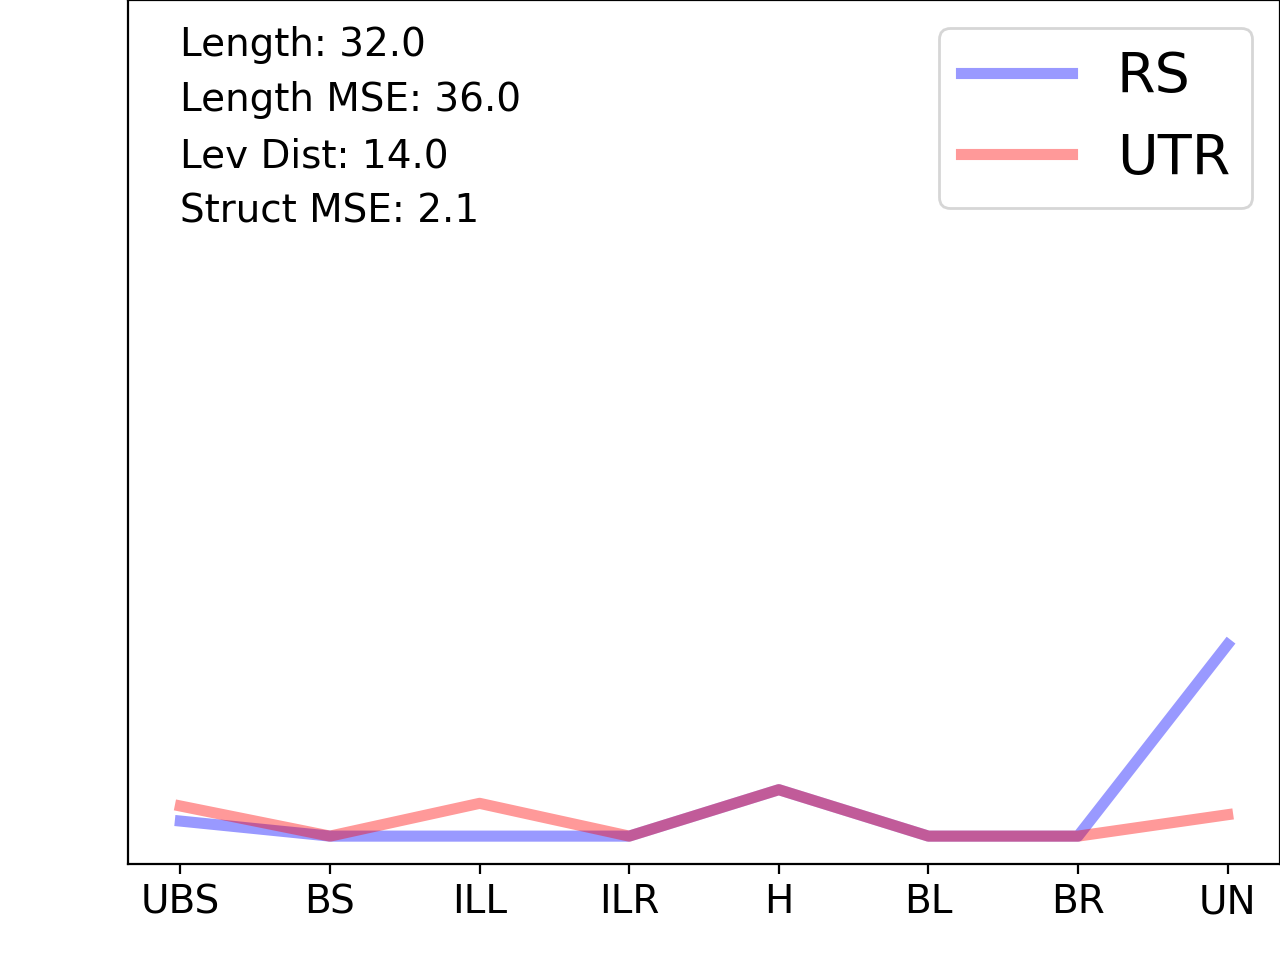 Length: 32.0
Length MSE: 36.0
Lev Dist: 14.0
Struct MSE: 2.1
RS
UTR
UBS BS ILL ILR H BL BR UN